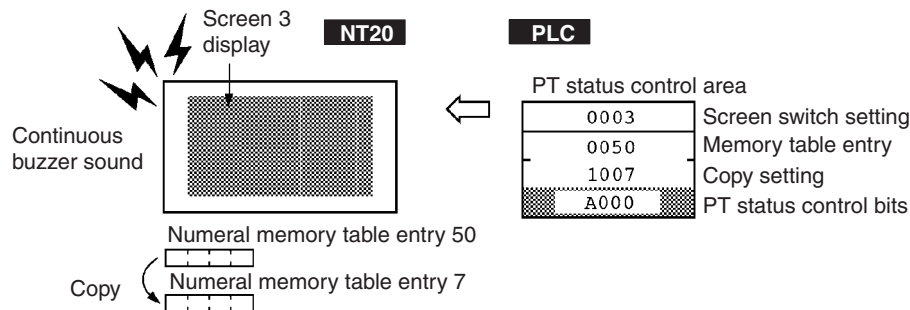 Screen 3
display
NT20
PLC
PT status control area
0003 Screen switch setting
0050 Memory table entry
1007 Copy setting
A000 PT status control bits
Continuous
buzzer sound
Numeral memory table entry 50
Copy
Numeral memory table entry 7